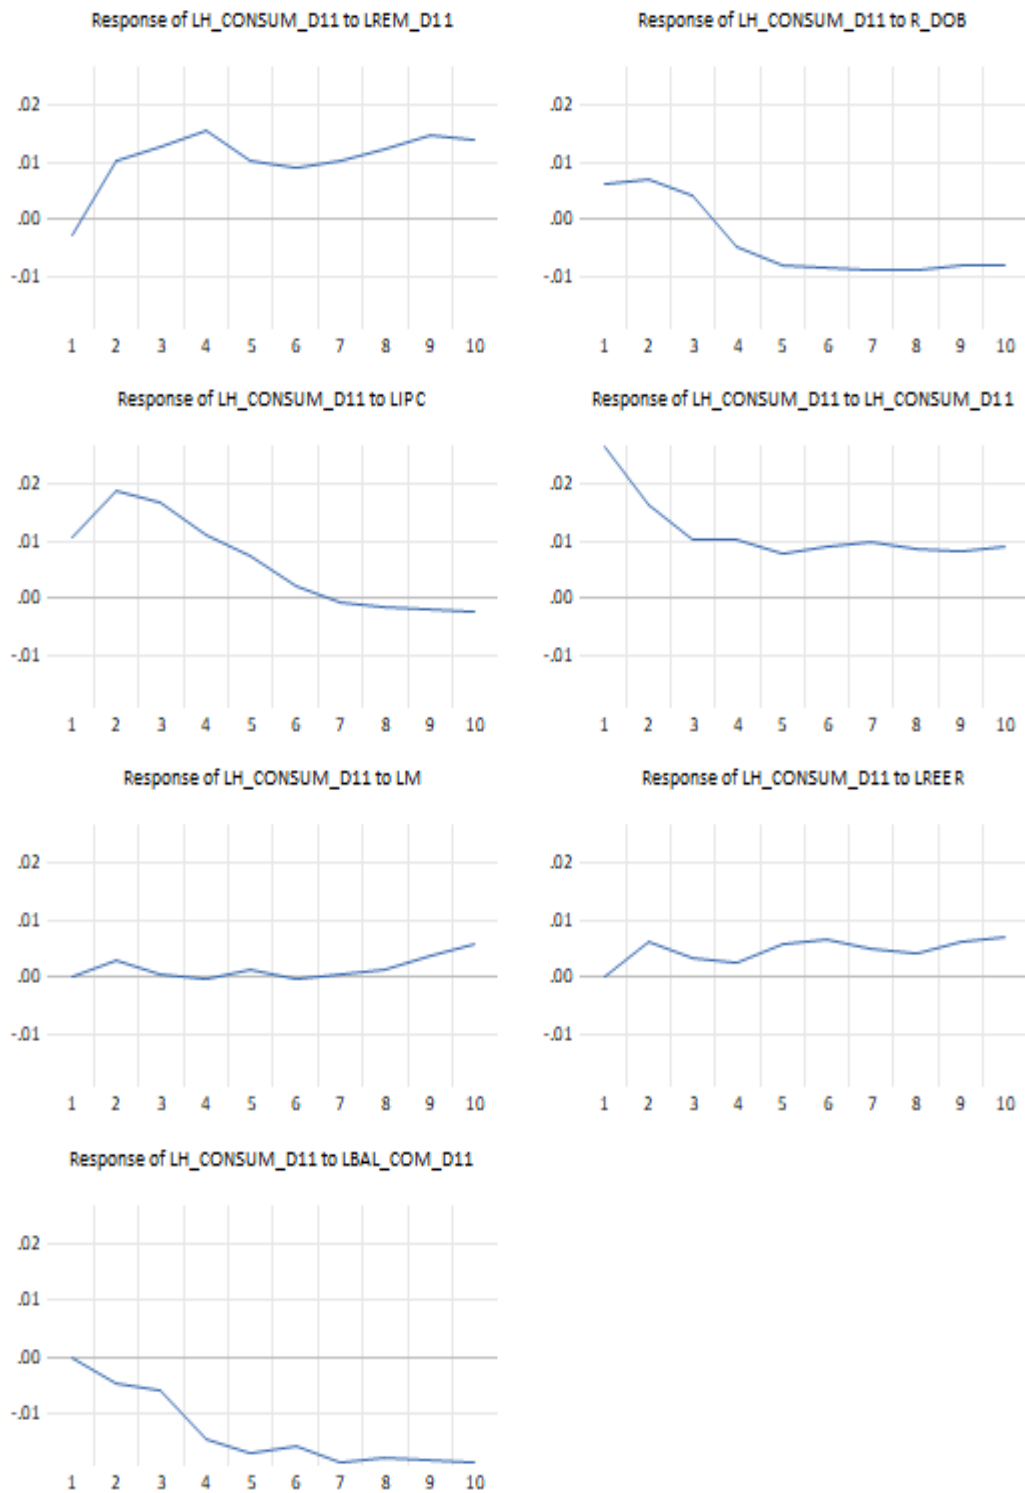 Response of LH_CONSUM_D11 to LREM_D11
.02
.01
.00
-.01
1 2 3 4 5 6 7 8 9 10
Response of LH_CONSUM_D11 to R_DOB
.02
.01
.00
-.01
1 2 3 4 5 6 7 8 9 10
Response of LH_CONSUM_D11 to LIPC
.02
.01
.00
-.01
1 2 3 4 5 6 7 8 9 10
Response of LH_CONSUM_D11 to LH_CONSUM_D11
.02
.01
.00
-.01
1 2 3 4 5 6 7 8 9 10
Response of LH_CONSUM_D11 to LM
.02
.01
.00
-.01
1 2 3 4 5 6 7 8 9 10
Response of LH_CONSUM_D11 to LREER
.02
.01
.00
-.01
1 2 3 4 5 6 7 8 9 10
Response of LH_CONSUM_D11 to LBAL_COM_D11
.02
.01
.00
-.01
1 2 3 4 5 6 7 8 9 10